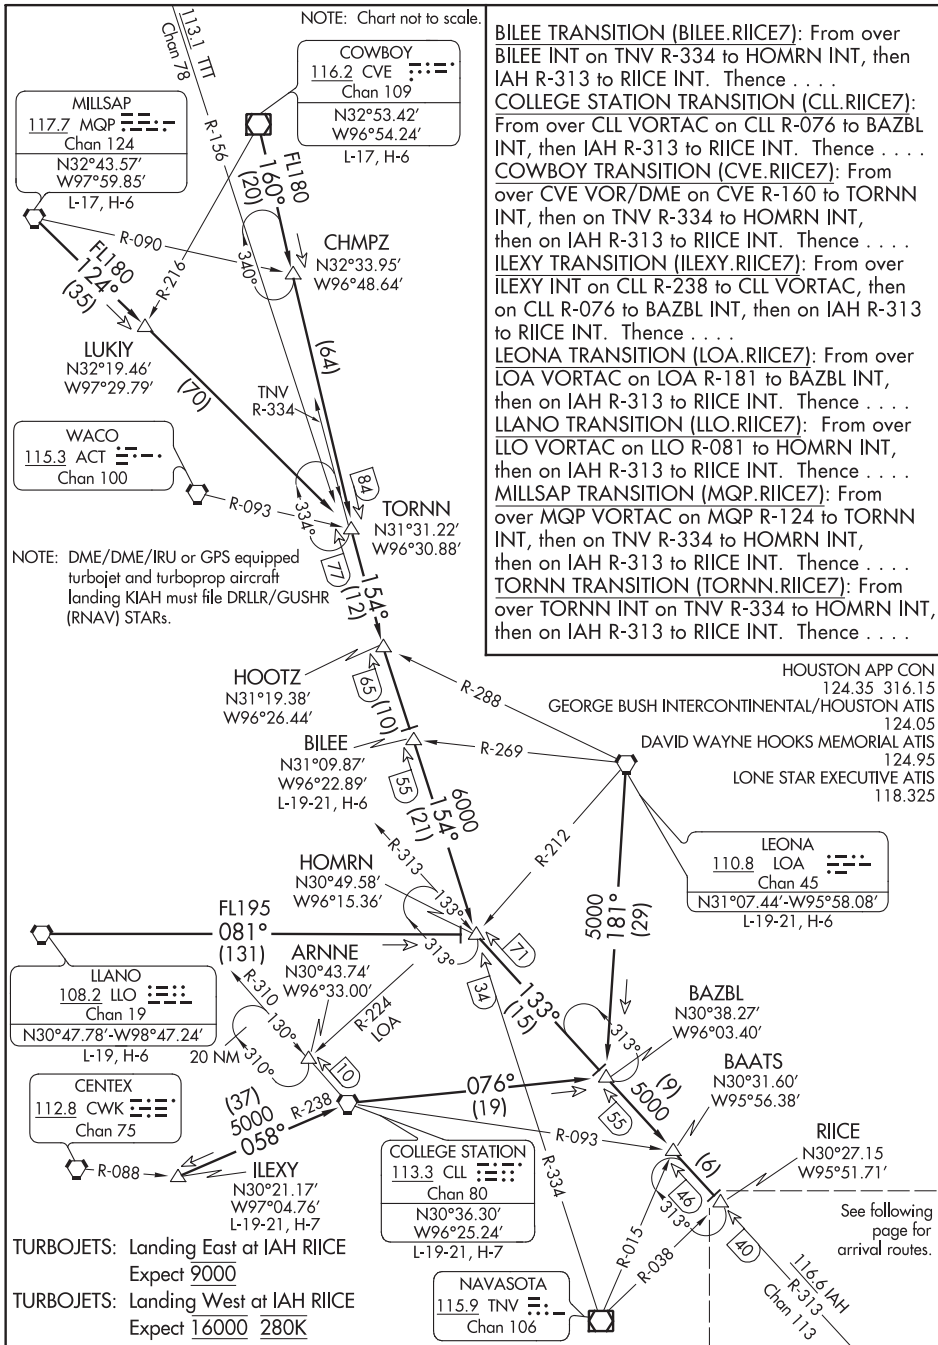 NOTE: Chart not to scale.
113.1 TTT
Chan 78
R-156
COWBOY
116.2 CVE
Chan 109
N32°53.42'
W96°54.24'
L-17, H-6
MILLSAP
117.7 MQP
Chan 124
N32°43.57'
W97°59.85'
L-17, H-6
FL180
160°
(20)
R-090
R-216
340°
CHMPZ
N32°33.95'
W96°48.64'
FL180
124°
(35)
LUKIY
N32°19.46'
W97°29.79'
(64)
(70)
TNV
R-334
WACO
115.3 ACT
Chan 100
R-093
84
334°
TORNN
N31°31.22'
W96°30.88'
77
(12)
154°
NOTE: DME/DME/IRU or GPS equipped
turbojet and turboprop aircraft
landing KIAH must file DRLLR/GUSHR
(RNAV) STARs.
BILEE TRANSITION (BILEE.RIICE7): From over
BILEE INT on TNV R-334 to HOMRN INT, then
IAH R-313 to RIICE INT. Thence . . . .
COLLEGE STATION TRANSITION (CLL.RIICE7):
From over CLL VORTAC on CLL R-076 to BAZBL
INT, then IAH R-313 to RIICE INT. Thence . . . .
COWBOY TRANSITION (CVE.RIICE7): From
over CVE VOR/DME on CVE R-160 to TORNN
INT, then on TNV R-334 to HOMRN INT,
then on IAH R-313 to RIICE INT. Thence . . . .
ILEXY TRANSITION (ILEXY.RIICE7): From over
ILEXY INT on CLL R-238 to CLL VORTAC, then
on CLL R-076 to BAZBL INT, then on IAH R-313
to RIICE INT. Thence . . . .
LEONA TRANSITION (LOA.RIICE7): From over
LOA VORTAC on LOA R-181 to BAZBL INT,
then on IAH R-313 to RIICE INT. Thence . . . .
LLANO TRANSITION (LLO.RIICE7): From over
LLO VORTAC on LLO R-081 to HOMRN INT,
then on IAH R-313 to RIICE INT. Thence . . . .
MILLSAP TRANSITION (MQP.RIICE7): From
over MQP VORTAC on MQP R-124 to TORNN
INT, then on TNV R-334 to HOMRN INT,
then on IAH R-313 to RIICE INT. Thence . . . .
TORNN TRANSITION (TORNN.RIICE7): From
over TORNN INT on TNV R-334 to HOMRN INT,
then on IAH R-313 to RIICE INT. Thence . . . .
HOUSTON APP CON
124.35 316.15
GEORGE BUSH INTERCONTINENTAL/HOUSTON ATIS
124.05
DAVID WAYNE HOOKS MEMORIAL ATIS
124.95
LONE STAR EXECUTIVE ATIS
118.325
HOOTZ
N31°19.38'
W96°26.44'
65
(10)
R-288
BILEE
N31°09.87'
W96°22.89'
L-19-21, H-6
R-269
55
6000
154°
(21)
R-212
LEONA
110.8 LOA
Chan 45
N31°07.44'-W95°58.08'
L-19-21, H-6
5000
181°
(29)
HOMRN
N30°49.58'
W96°15.36'
R-313
133°
313°
71
34
133°
(15)
FL195
081°
(131)
LLANO
108.2 LLO
Chan 19
N30°47.78'-W98°47.24'
L-19, H-6
ARNNE
N30°43.74'
W96°33.00'
R-310
130°
310°
20 NM
R-224
LOA
10
BAZBL
N30°38.27'
W96°03.40'
313°
BAATS
N30°31.60'
W95°56.38'
(9)
5000
55
CENTEX
112.8 CWK
Chan 75
R-088
(37)
5000
058°
R-238
076°
(19)
R-093
ILEXY
N30°21.17'
W97°04.76'
L-19-21, H-7
COLLEGE STATION
113.3 CLL
Chan 80
N30°36.30'
W96°25.24'
L-19-21, H-7
R-334
RIICE
N30°27.15
W95°51.71'
(6)
46
313°
40
R-015
R-038
See following
page for
arrival routes.
116.6 IAH
R-313
Chan 113
NAVASOTA
115.9 TNV
Chan 106
TURBOJETS: Landing East at IAH RIICE
Expect 9000
TURBOJETS: Landing West at IAH RIICE
Expect 16000 280K